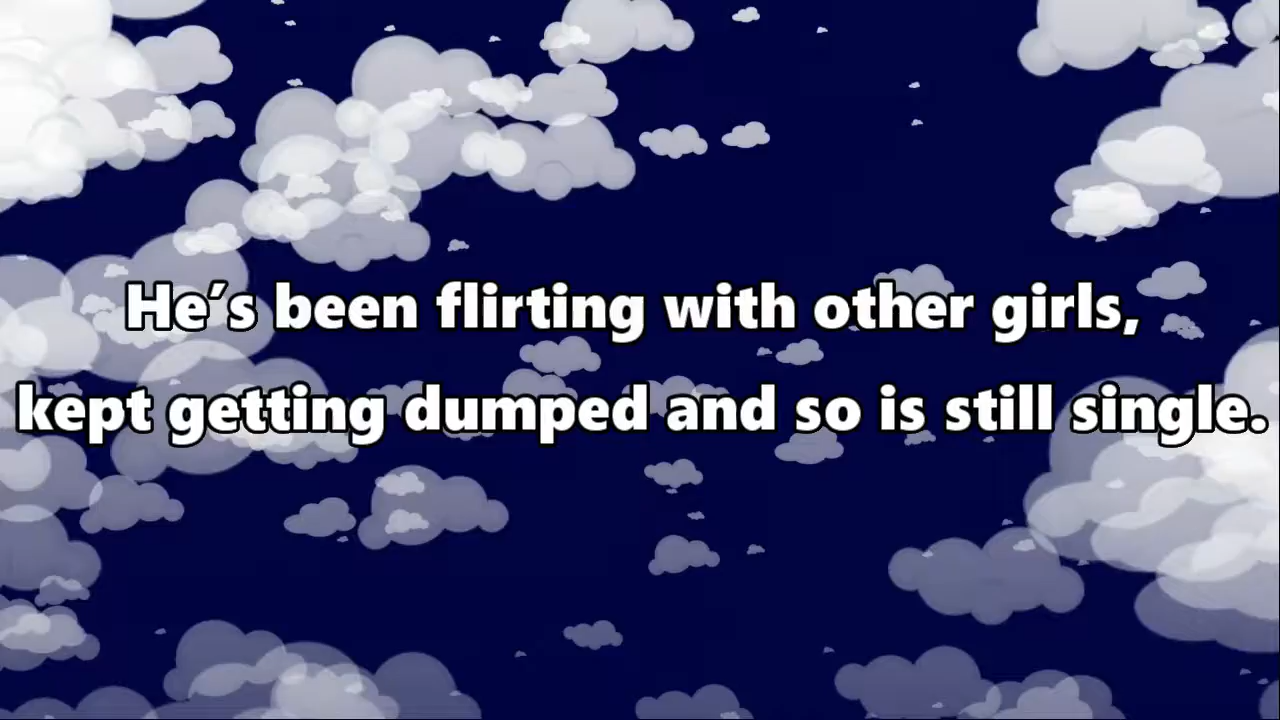 He's been flirting with other girls,
kept getting dumped and so is still single.